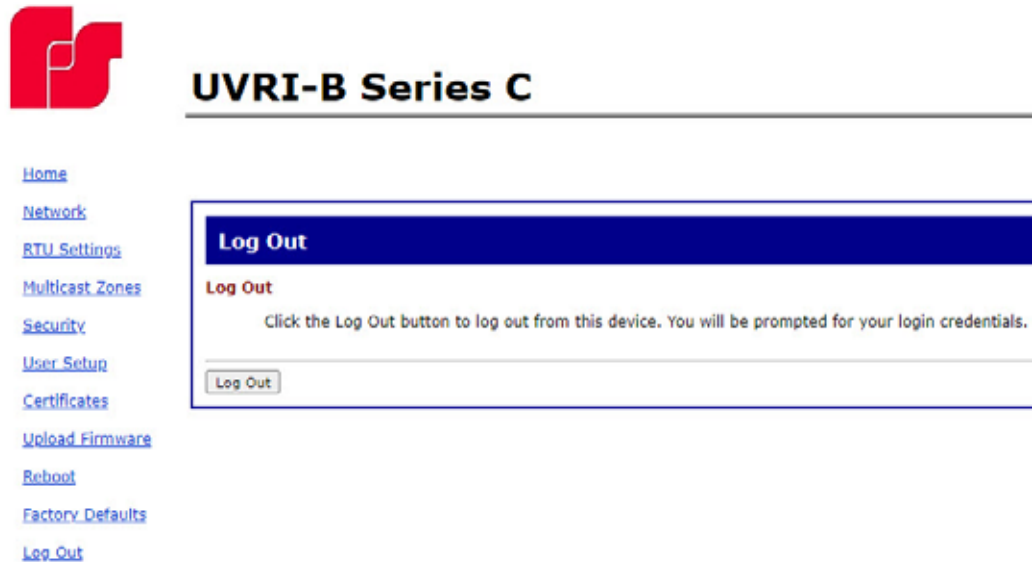 UVRI-B Series C
Home
Network
RTU Settings
Multicast Zones
Security
User Setup
Certificates
Upload Firmware
Reboot
Factory Defaults
Log Out
Log Out
Log Out
Click the Log Out button to log out from this device. You will be prompted for your login credentials.
Log Out